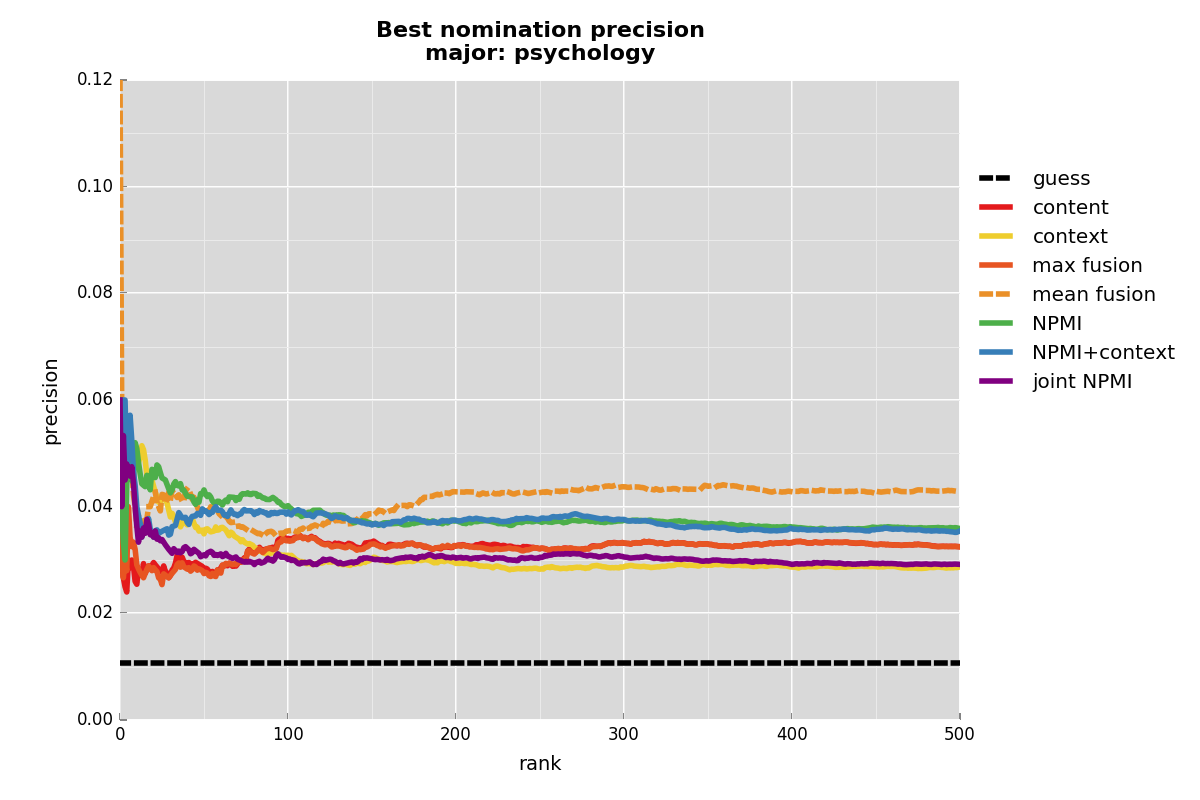 Best nomination precision
major: psychology
precision
0.12
0.10
0.08
0.06
0.04
0.02
0.00
0
100
200
300
400
500
rank
guess
content
context
max fusion
mean fusion
NPMI
NPMI+context
joint NPMI